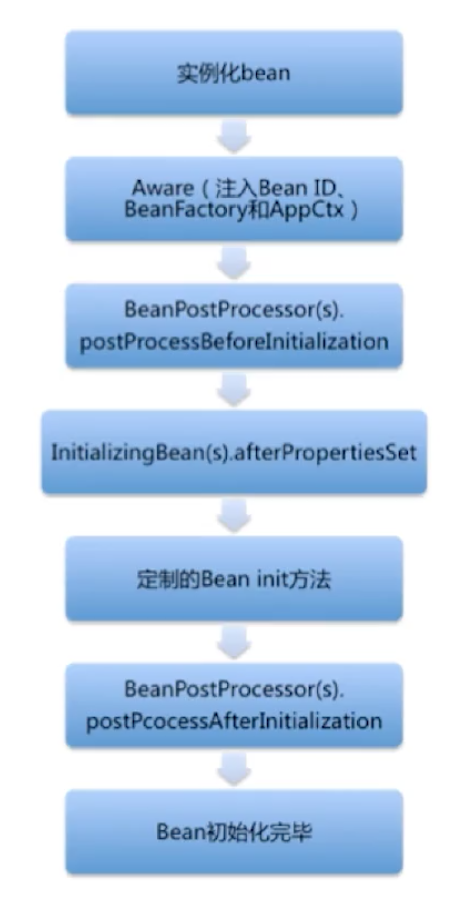 实例化bean
Aware（注入Bean ID、
BeanFactory和AppCtx）
BeanPostProcessor(s).
postProcessBeforeInitialization
InitializingBean(s).afterPropertiesSet
定制的Bean init方法
BeanPostProcessor(s).
postPcocessAfterInitialization
Bean初始化完毕